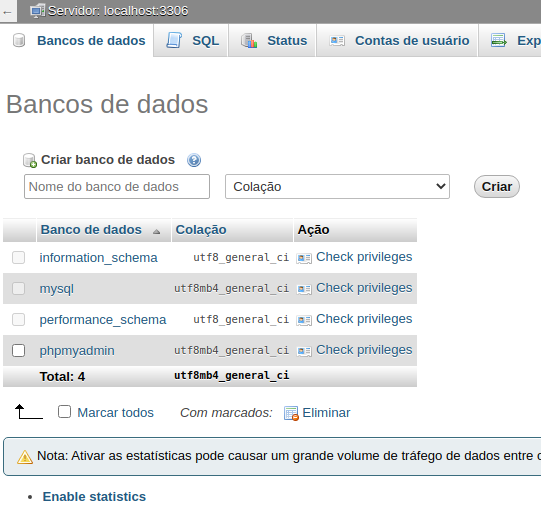 Servidor: localhost:3306
Bancos de dados SQL Status Contas de usuário Exp
Bancos de dados
Criar banco de dados
Nome do banco de dados Colação Criar
Banco de dados Colação Ação
information_schema utf8_general_ci Check privileges
mysql utf8mb4_general_ci Check privileges
performance_schema utf8_general_ci Check privileges
phpmyadmin utf8mb4_general_ci Check privileges
Total: 4 utf8mb4_general_ci
Marcar todos Com marcados: Eliminar
Nota: Ativar as estatísticas pode causar um grande volume de tráfego de dados entre
Enable statistics